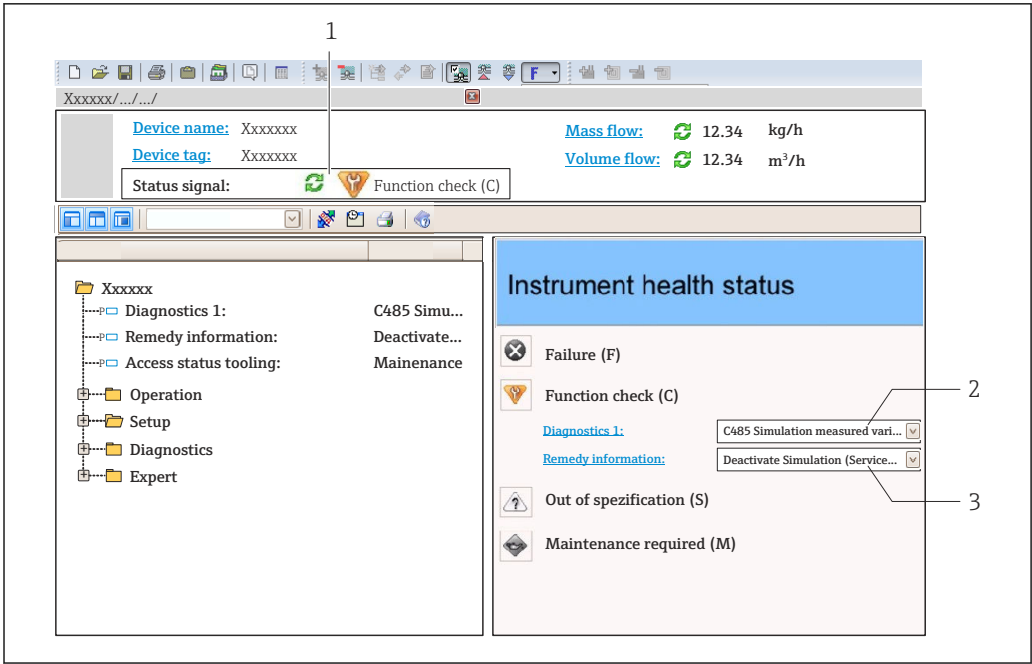 1
F
Xxxxxx/.../.../
Device name: Xxxxxxx
Mass flow: 12.34 kg/h
Device tag: Xxxxxxx
Volume flow: 12.34 m³/h
Status signal: Function check (C)
Xxxxxx
Diagnostics 1: C485 Simu...
Remedy information: Deactivate...
Access status tooling: Mainenance
Operation
Setup
Diagnostics
Expert
Instrument health status
Failure (F)
Function check (C)
2
Diagnostics 1: C485 Simulation measured vari...
Remedy information: Deactivate Simulation (Service...
Out of spezification (S)
3
Maintenance required (M)